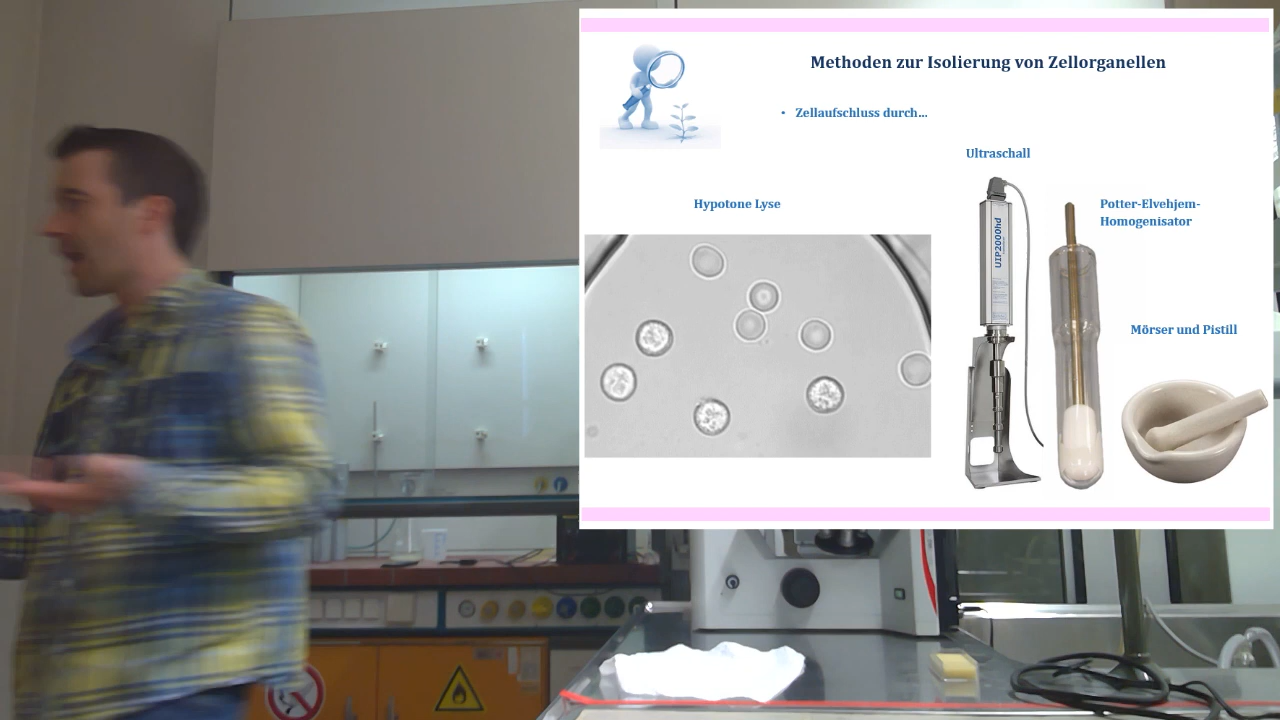 Methoden zur Isolierung von Zellorganellen
• Zellaufschluss durch...
Ultraschall
Hypotone Lyse
Potter-Elvehjem-
Homogenisator
UIP2000hd
Mörser und Pistill